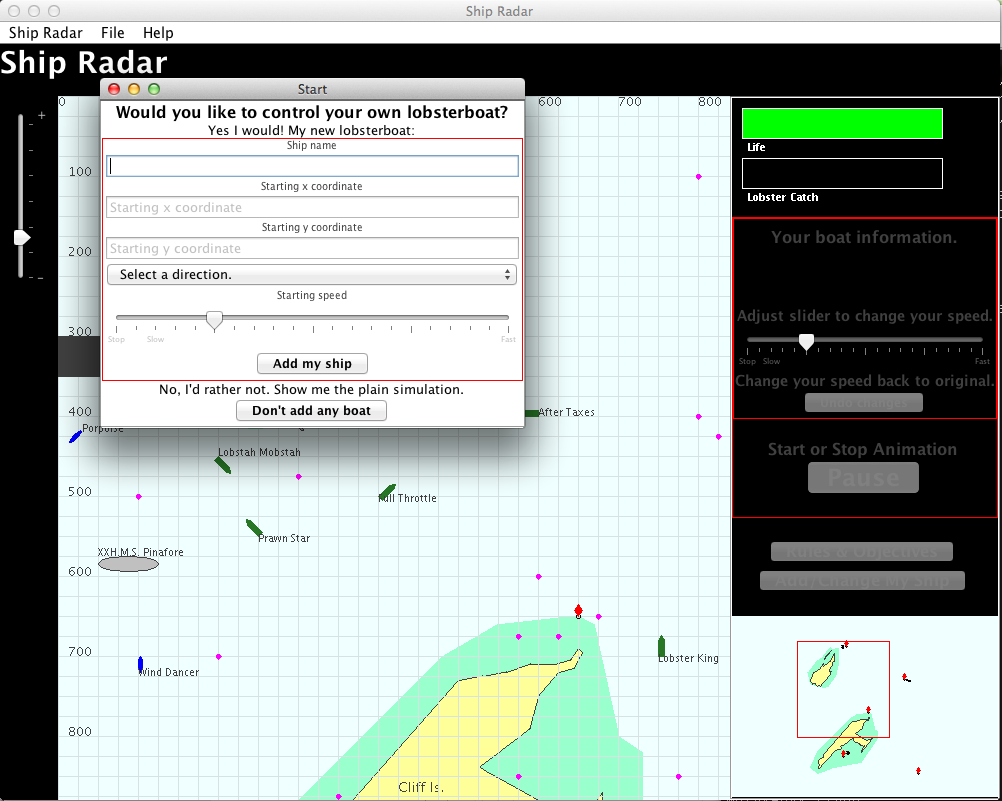 Ship Radar
Ship Radar File Help
Ship Radar
Start
Would you like to control your own lobsterboat?
Yes I would! My new lobsterboat:
Ship name
Starting x coordinate
Starting x coordinate
Starting y coordinate
Starting y coordinate
Select a direction.
Starting speed
Stop Slow Fast
Add my ship
No, I'd rather not. Show me the plain simulation.
Don't add any boat
+
- -
0 600 700 800
100
200
300
400
500
600
700
800
After Taxes
Porpoise
Lobstah Mobstah
Full Throttle
Prawn Star
XXH.M.S. Pinafore
Wind Dancer
Lobster King
Cliff Is.
Life
Lobster Catch
Your boat information.
Adjust slider to change your speed.
Stop Slow Fast
Change your speed back to original.
Undo changes
Start or Stop Animation
Pause
Rules & Objectives
Add/Change My Ship